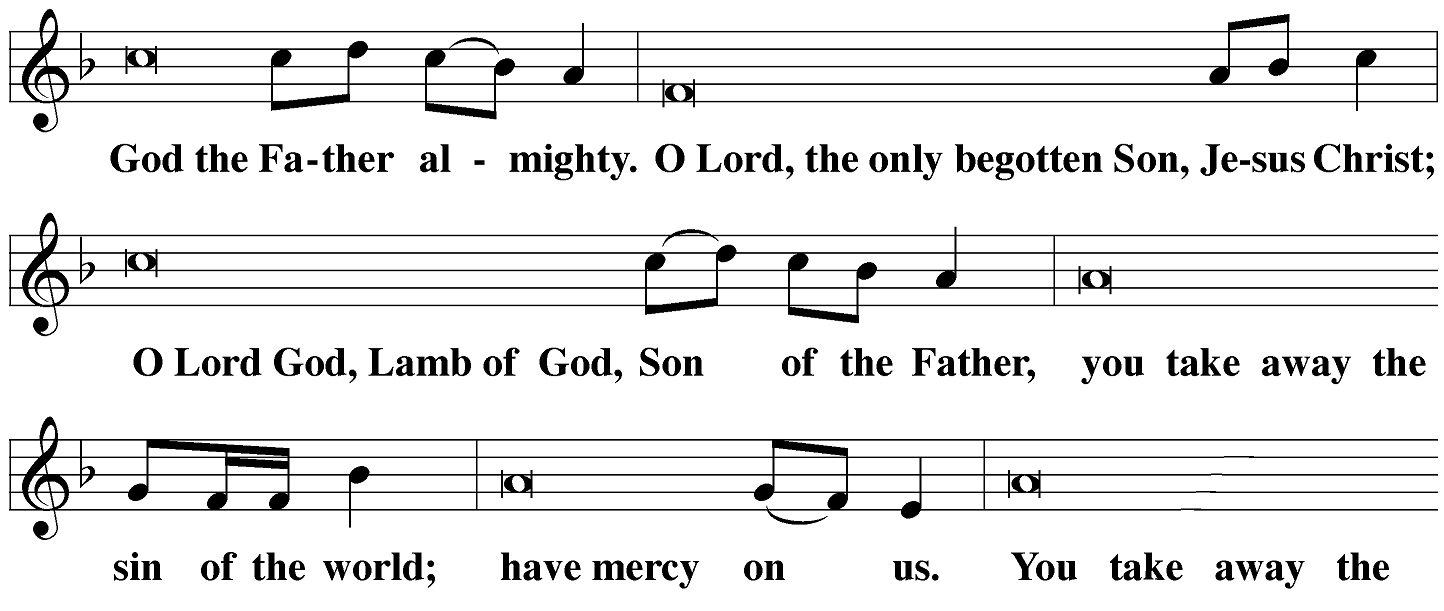 God the Fa-ther al - mighty. O Lord, the only begotten Son, Je-sus Christ;
O Lord God, Lamb of God, Son of the Father, you take away the
sin of the world; have mercy on us. You take away the